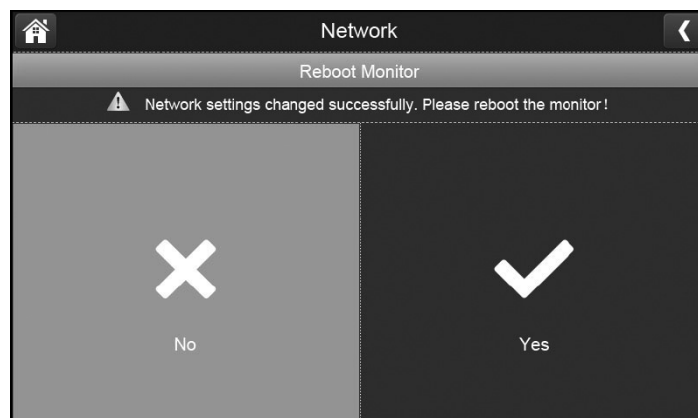 Network
Reboot Monitor
Network settings changed successfully. Please reboot the monitor!
No
Yes